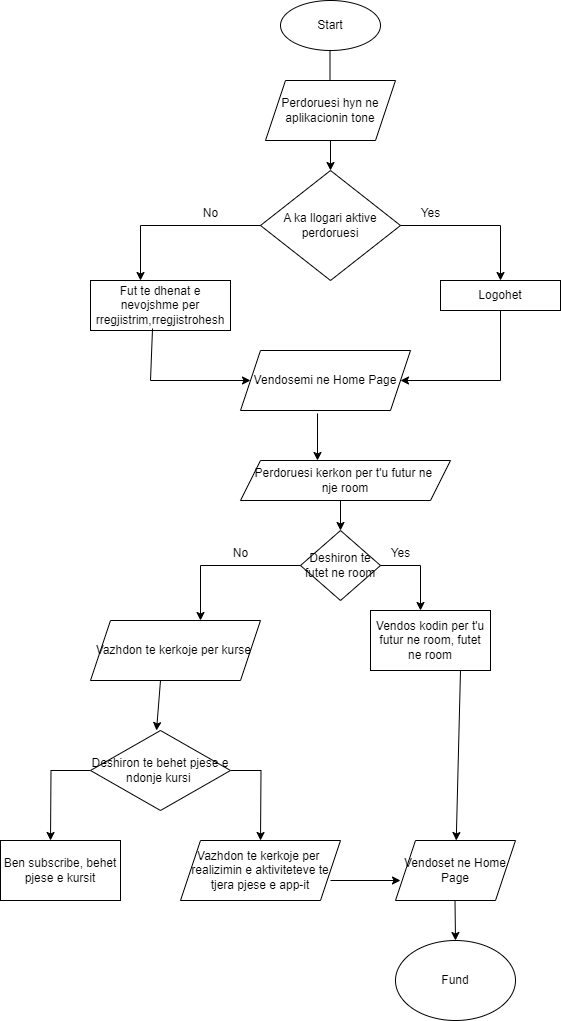 Start
Perdoruesi hyn ne
aplikacionin tone
A ka llogari aktive
perdoruesi
No
Yes
Fut te dhenat e
nevojshme per
rregjistrim,rregjistrohesh
Logohet
Vendosemi ne Home Page
Perdoruesi kerkon per t'u futur ne
nje room
Deshiron te
futet ne room
No
Yes
Vazhdon te kerkoje per kurse
Vendos kodin per t'u
futur ne room, futet
ne room
Deshiron te behet pjese e
ndonje kursi
Ben subscribe, behet
pjese e kursit
Vazhdon te kerkoje per
realizimin e aktiviteteve te
tjera pjese e app-it
Vendoset ne Home
Page
Fund